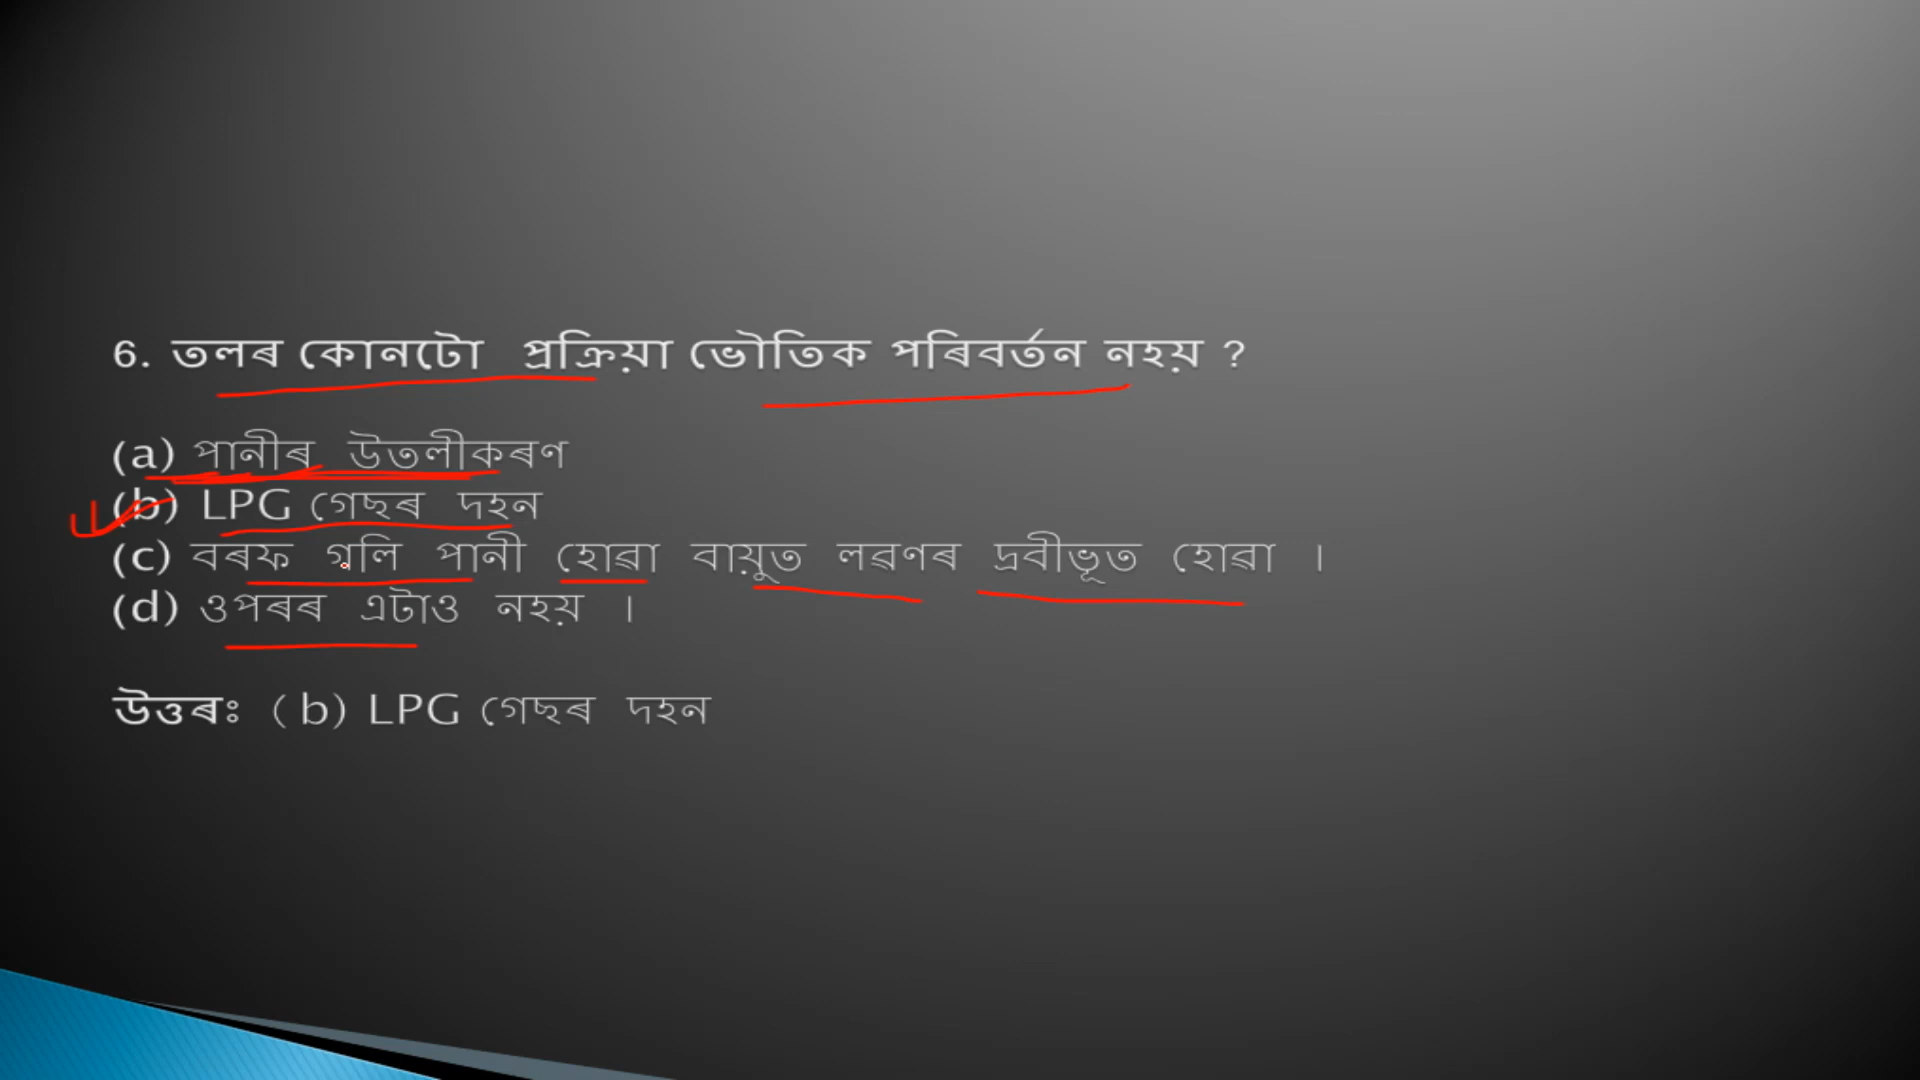 6. তলৰ কোনটো প্ৰক্ৰিয়া ভৌতিক পৰিবৰ্তন নহয় ?
(a) পানীৰ উতলীকৰণ
(b) LPG গেছৰ দহন
(c) বৰফ গলি পানী হোৱা বায়ুত লৱণৰ দ্ৰবীভূত হোৱা ।
(d) ওপৰৰ এটাও নহয় ।
উত্তৰঃ (b) LPG গেছৰ দহন